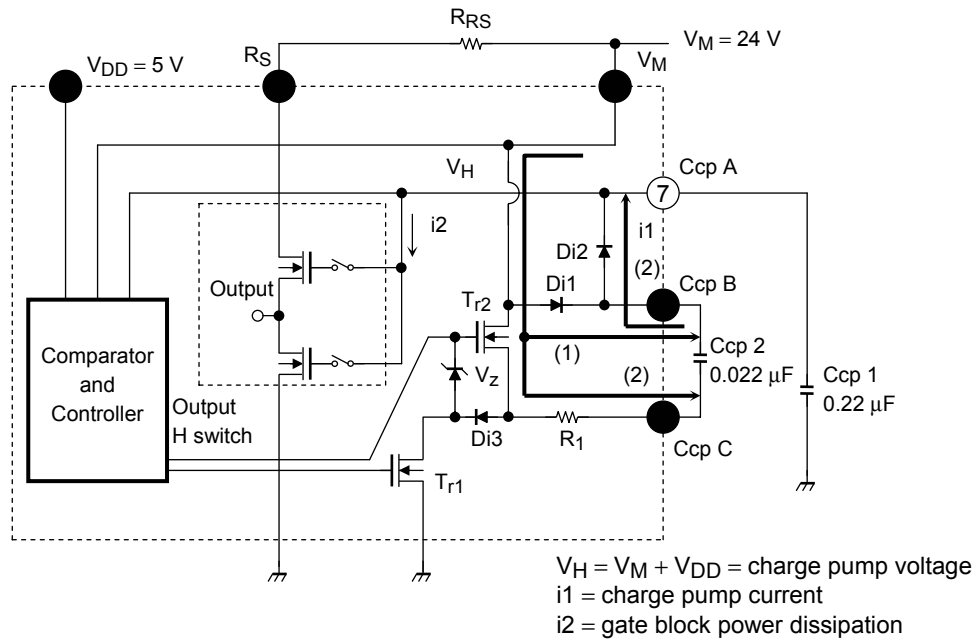 R_RS
V_M = 24 V
R_S
V_M
V_DD = 5 V
V_H
Ccp A
7
i2
i1
Di2
(2)
Di1
Ccp B
Output
T_r2
(1)
Ccp 2
0.022 μF
Ccp 1
0.22 μF
V_Z
(2)
Comparator
and
Controller
Output
H switch
Di3
R_1
Ccp C
T_r1
V_H = V_M + V_DD = charge pump voltage
i1 = charge pump current
i2 = gate block power dissipation